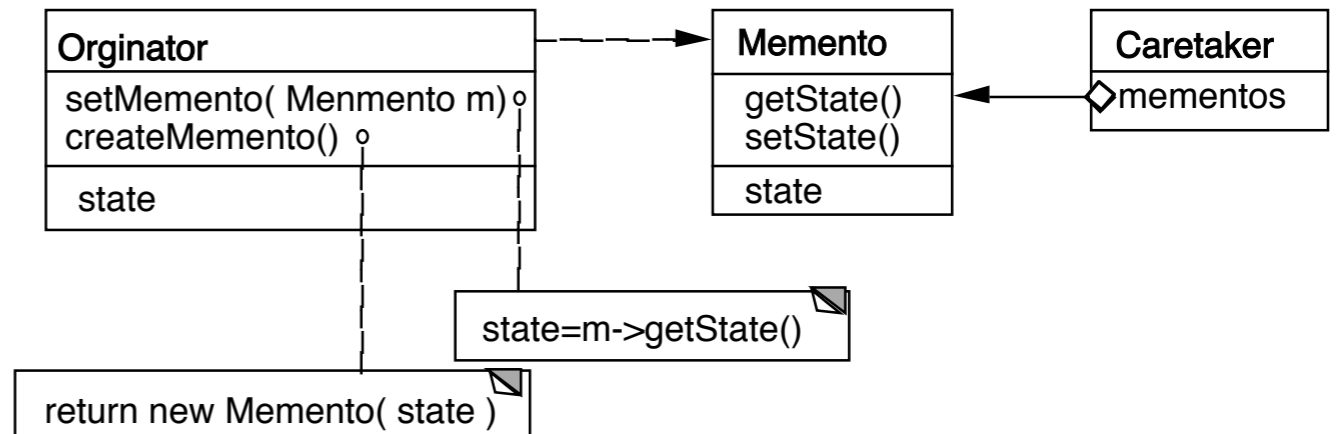 Orginator
setMemento( Menmento m)
createMemento()
state
Memento
getState()
setState()
state
Caretaker
mementos
state=m->getState()
return new Memento( state )